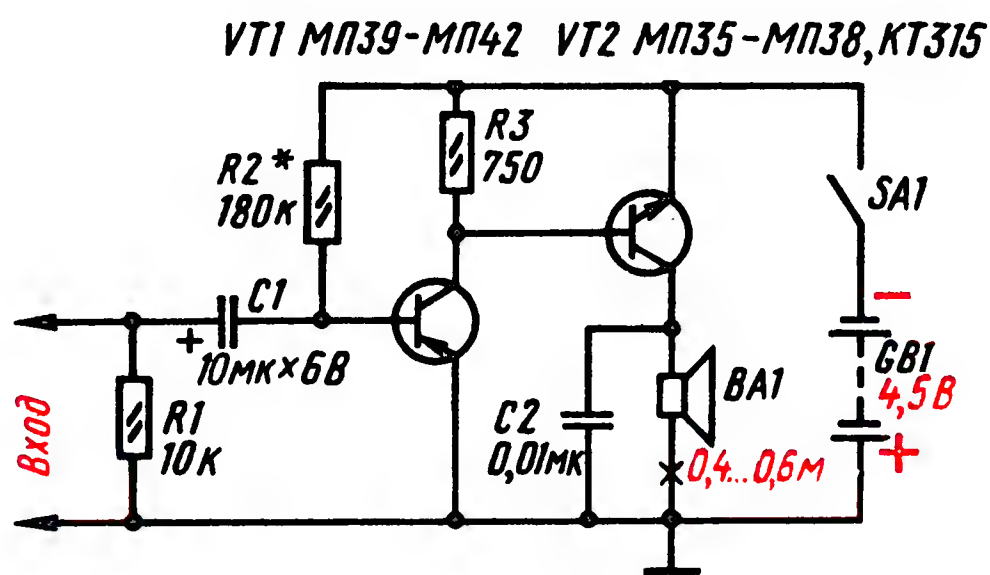 VT1 МП39-МП42 VT2 МП35-МП38, КТ315
R3
750
R2*
180к
SA1
C1
+
10мк×6В
−
GB1
4,5В
+
BA1
Вход
R1
10к
C2
0,01мк
0,4...0,6м